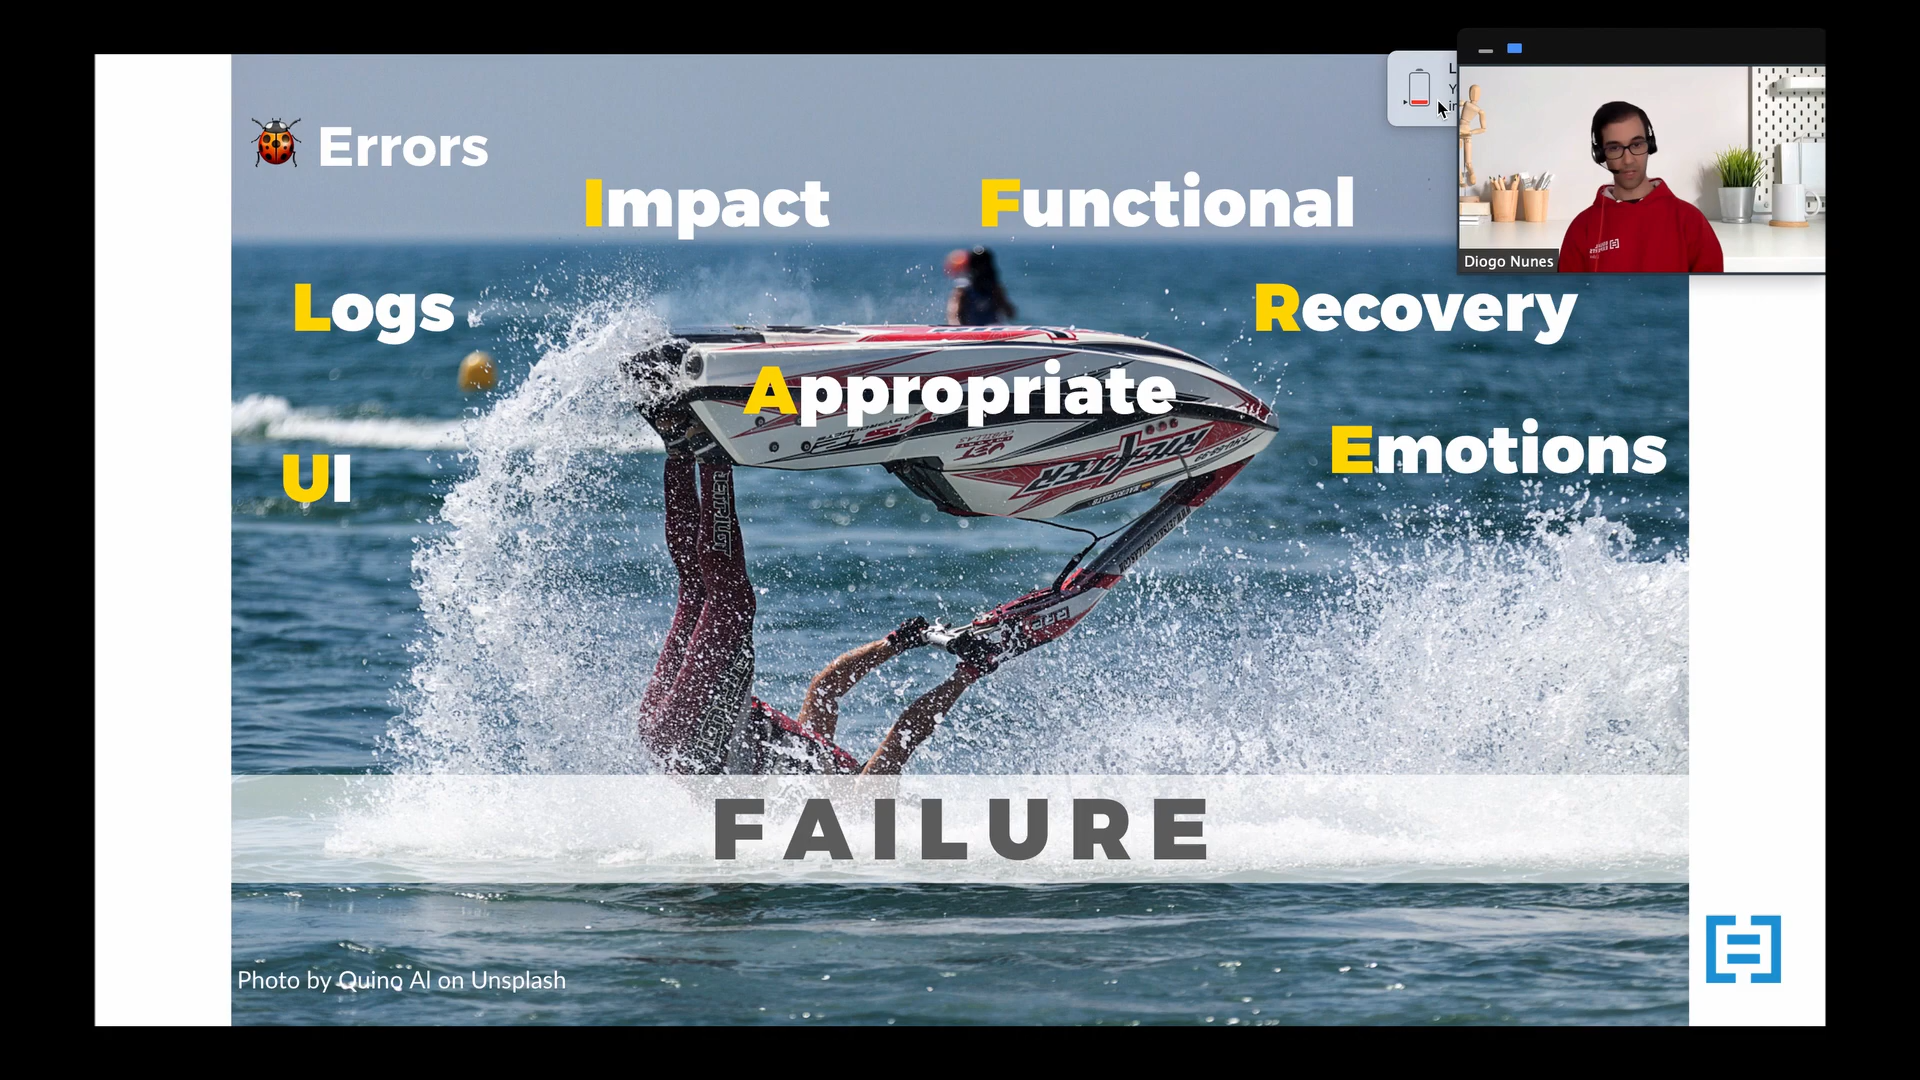 Errors
Impact
Functional
Logs
Recovery
Appropriate
UI
Emotions
FAILURE
Photo by Quino Al on Unsplash
Diogo Nunes